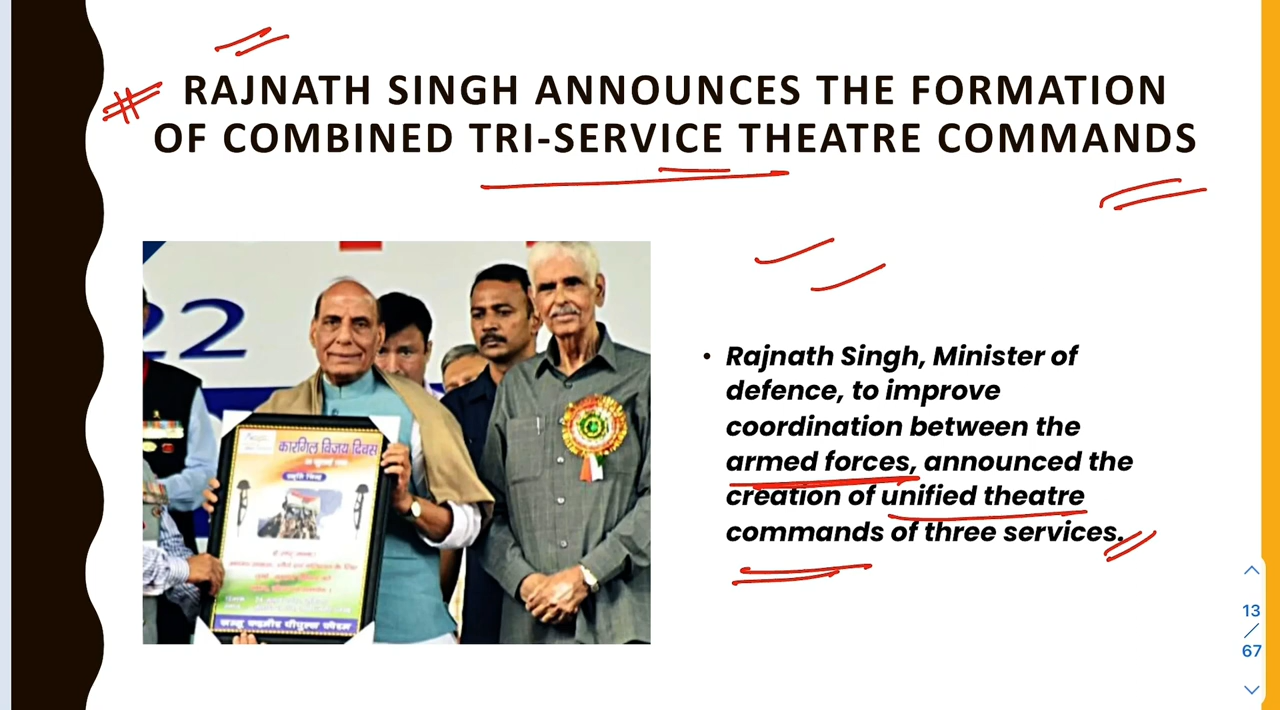 RAJNATH SINGH ANNOUNCES THE FORMATION
OF COMBINED TRI-SERVICE THEATRE COMMANDS
22
कारगिल विजय दिवस
• Rajnath Singh, Minister of
defence, to improve
coordination between the
armed forces, announced the
creation of unified theatre
commands of three services.
13
/
67